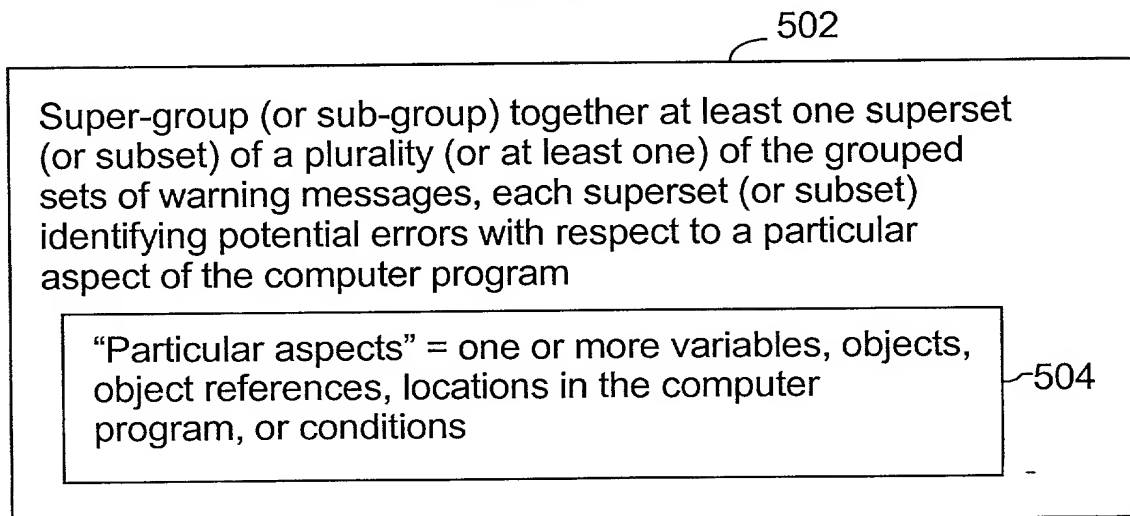 502
Super-group (or sub-group) together at least one superset
(or subset) of a plurality (or at least one) of the grouped
sets of warning messages, each superset (or subset)
identifying potential errors with respect to a particular
aspect of the computer program
“Particular aspects” = one or more variables, objects,
object references, locations in the computer
program, or conditions
504